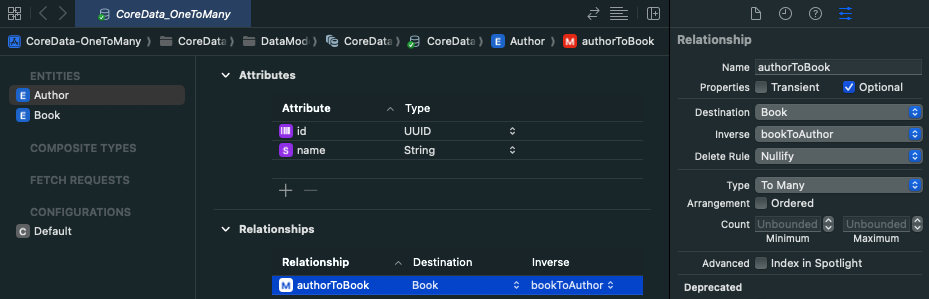 CoreData_OneToMany
CoreData-OneToMany CoreDat DataMod CoreDat CoreDat E Author M authorToBook
Relationship
ENTITIES
E Author
E Book
COMPOSITE TYPES
FETCH REQUESTS
CONFIGURATIONS
C Default
Attributes
Attribute Type
id UUID
S name String
Relationships
Relationship Destination Inverse
M authorToBook Book bookToAuthor
Name authorToBook
Properties Transient Optional
Destination Book
Inverse bookToAuthor
Delete Rule Nullify
Type To Many
Arrangement Ordered
Count Unbounded Unbounded
Minimum Maximum
Advanced Index in Spotlight
Deprecated